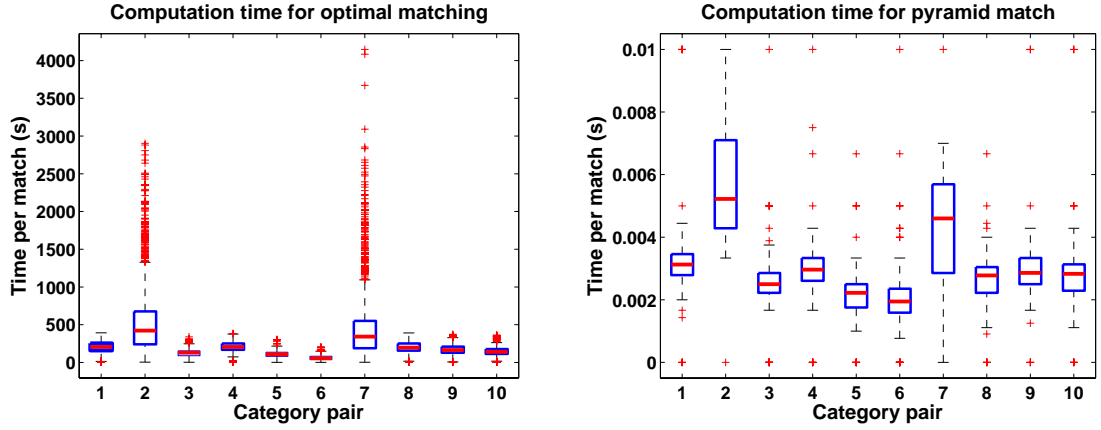 Computation time for optimal matching
Time per match (s)
4000
3500
3000
2500
2000
1500
1000
500
0
1 2 3 4 5 6 7 8 9 10
Category pair
Computation time for pyramid match
Time per match (s)
0.01
0.008
0.006
0.004
0.002
0
1 2 3 4 5 6 7 8 9 10
Category pair